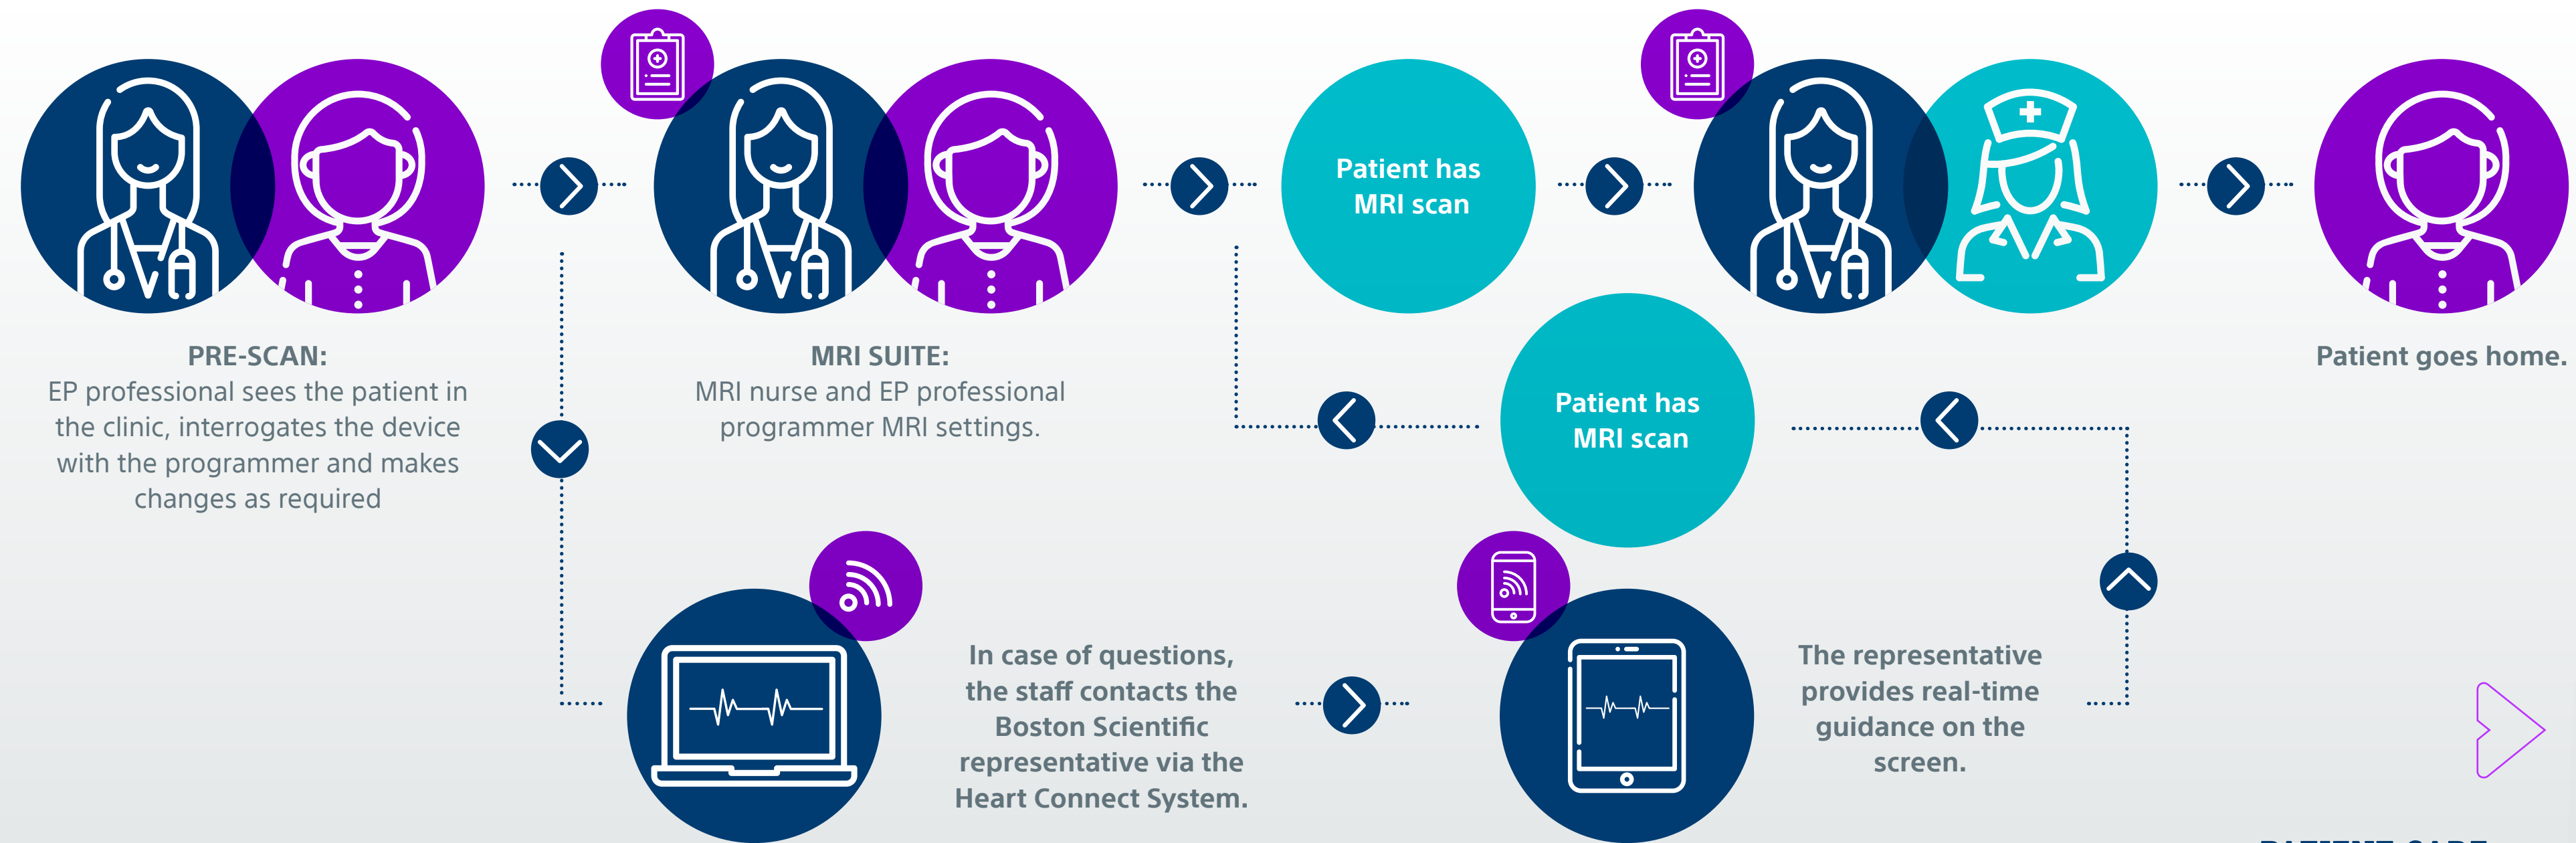 Patient has
MRI scan
PRE-SCAN:
EP professional sees the patient in
the clinic, interrogates the device
with the programmer and makes
changes as required
MRI SUITE:
MRI nurse and EP professional
programmer MRI settings.
Patient goes home.
Patient has
MRI scan
In case of questions,
the staff contacts the
Boston Scientific
representative via the
Heart Connect System.
The representative
provides real-time
guidance on the
screen.
PATIENT CARE